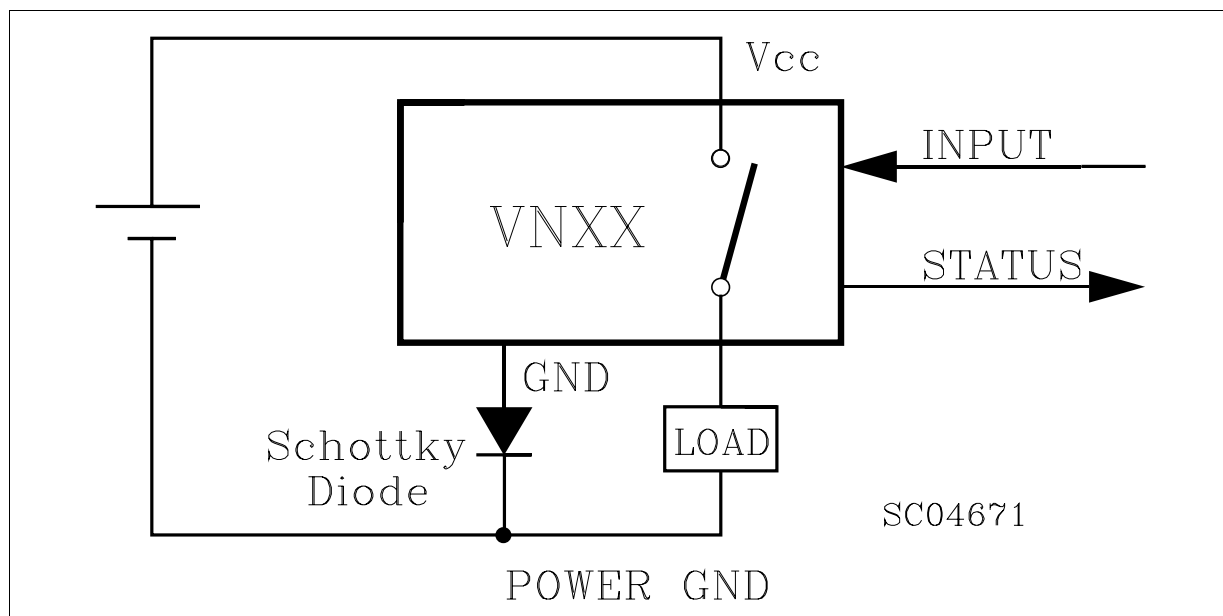 Vcc
INPUT
VNXX
STATUS
GND
Schottky
Diode
LOAD
SC04671
POWER GND